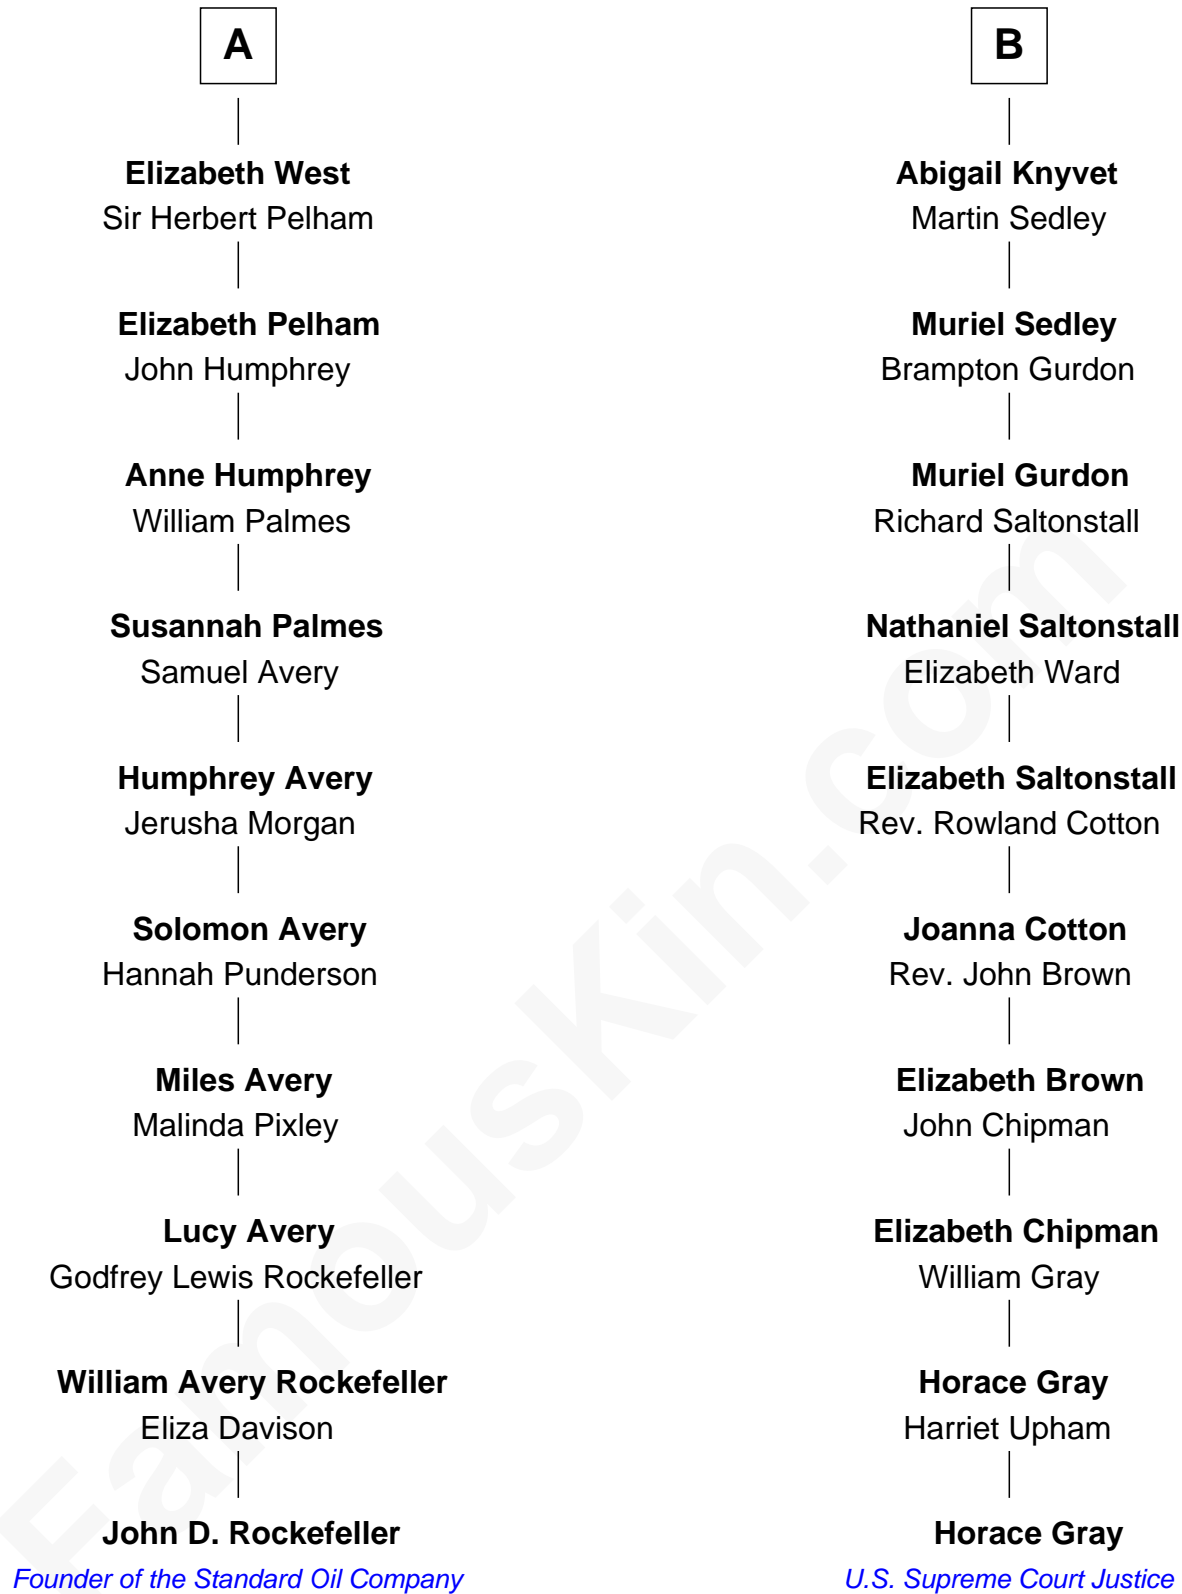 A
Elizabeth West
Sir Herbert Pelham
Elizabeth Pelham
John Humphrey
Anne Humphrey
William Palmes
Susannah Palmes
Samuel Avery
Humphrey Avery
Jerusha Morgan
Solomon Avery
Hannah Punderson
Miles Avery
Malinda Pixley
Lucy Avery
Godfrey Lewis Rockefeller
William Avery Rockefeller
Eliza Davison
John D. Rockefeller
Founder of the Standard Oil Company
B
Abigail Knyvet
Martin Sedley
Muriel Sedley
Brampton Gurdon
Muriel Gurdon
Richard Saltonstall
Nathaniel Saltonstall
Elizabeth Ward
Elizabeth Saltonstall
Rev. Rowland Cotton
Joanna Cotton
Rev. John Brown
Elizabeth Brown
John Chipman
Elizabeth Chipman
William Gray
Horace Gray
Harriet Upham
Horace Gray
U.S. Supreme Court Justice
FamousKin.com